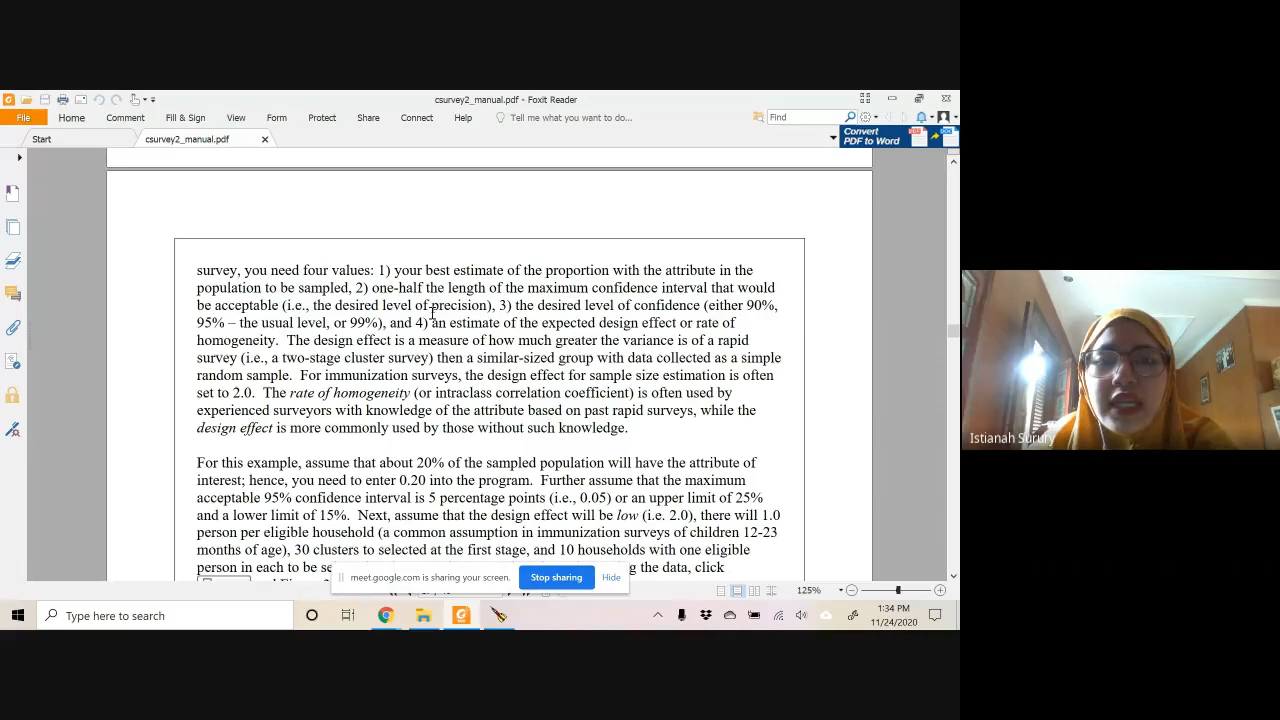 csurvey2_manual.pdf - Foxit Reader
File Home Comment Fill & Sign View Form Protect Share Connect Help Tell me what you want to do... Find
Start csurvey2_manual.pdf
Convert
PDF to Word
survey, you need four values: 1) your best estimate of the proportion with the attribute in the
population to be sampled, 2) one-half the length of the maximum confidence interval that would
be acceptable (i.e., the desired level of precision), 3) the desired level of confidence (either 90%,
95% – the usual level, or 99%), and 4) an estimate of the expected design effect or rate of
homogeneity. The design effect is a measure of how much greater the variance is of a rapid
survey (i.e., a two-stage cluster survey) then a similar-sized group with data collected as a simple
random sample. For immunization surveys, the design effect for sample size estimation is often
set to 2.0. The rate of homogeneity (or intraclass correlation coefficient) is often used by
experienced surveyors with knowledge of the attribute based on past rapid surveys, while the
design effect is more commonly used by those without such knowledge.
For this example, assume that about 20% of the sampled population will have the attribute of
interest; hence, you need to enter 0.20 into the program. Further assume that the maximum
acceptable 95% confidence interval is 5 percentage points (i.e., 0.05) or an upper limit of 25%
and a lower limit of 15%. Next, assume that the design effect will be low (i.e. 2.0), there will 1.0
person per eligible household (a common assumption in immunization surveys of children 12-23
months of age), 30 clusters to selected at the first stage, and 10 households with one eligible
person in each to be the data, click
meet.google.com is sharing your screen. Stop sharing Hide
125%
Type here to search
1:34 PM
11/24/2020
Istianah Surury